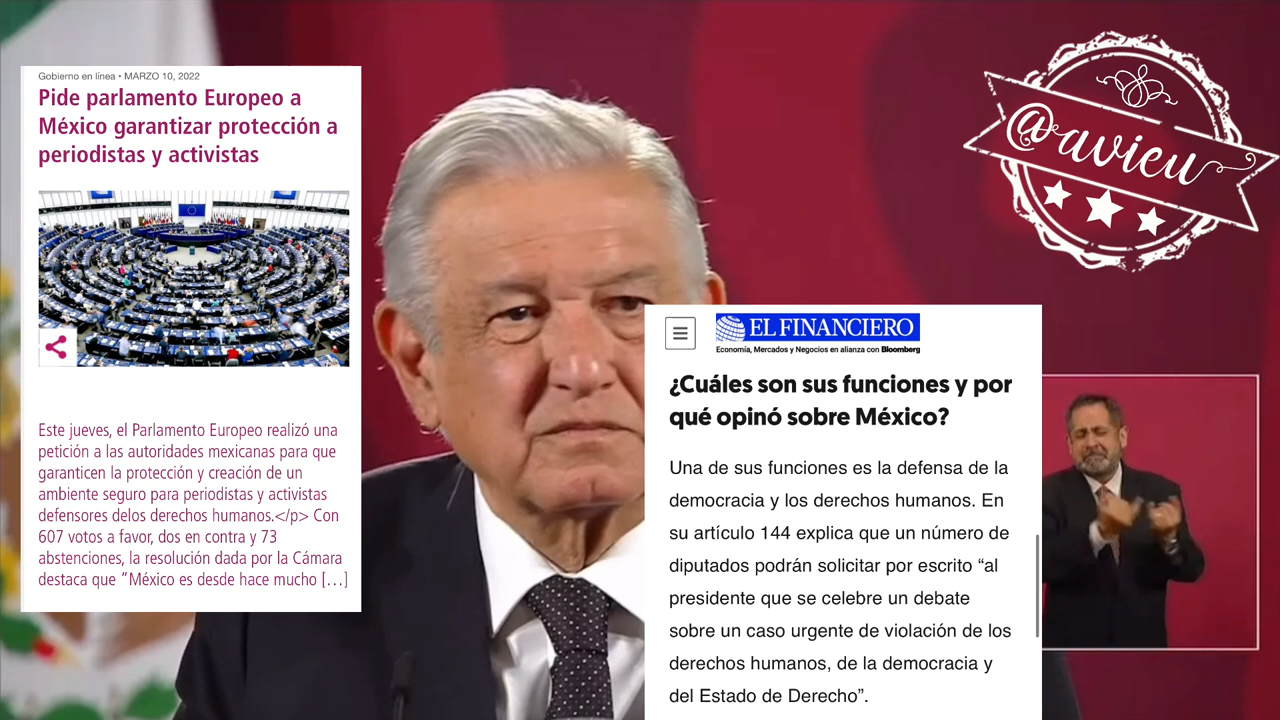 Gobierno en línea • MARZO 10, 2022
Pide parlamento Europeo a
México garantizar protección a
periodistas y activistas
Este jueves, el Parlamento Europeo realizó una
petición a las autoridades mexicanas para que
garanticen la protección y creación de un
ambiente seguro para periodistas y activistas
defensores delos derechos humanos.</p> Con
607 votos a favor, dos en contra y 73
abstenciones, la resolución dada por la Cámara
destaca que "México es desde hace mucho [...]
@avieu
EL FINANCIERO
Economía, Mercados y Negocios en alianza con Bloomberg
¿Cuáles son sus funciones y por
qué opinó sobre México?
Una de sus funciones es la defensa de la
democracia y los derechos humanos. En
su artículo 144 explica que un número de
diputados podrán solicitar por escrito “al
presidente que se celebre un debate
sobre un caso urgente de violación de los
derechos humanos, de la democracia y
del Estado de Derecho”.